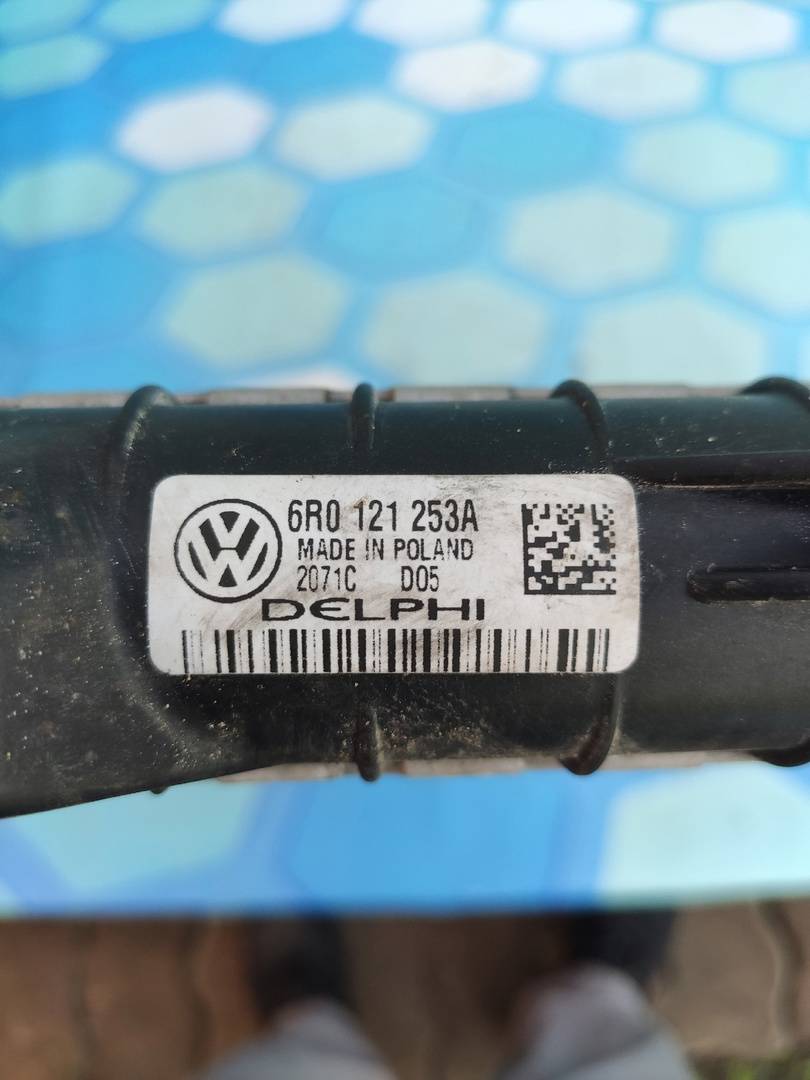 6R0 121 253A
MADE IN POLAND
2071C D05
DELPHI